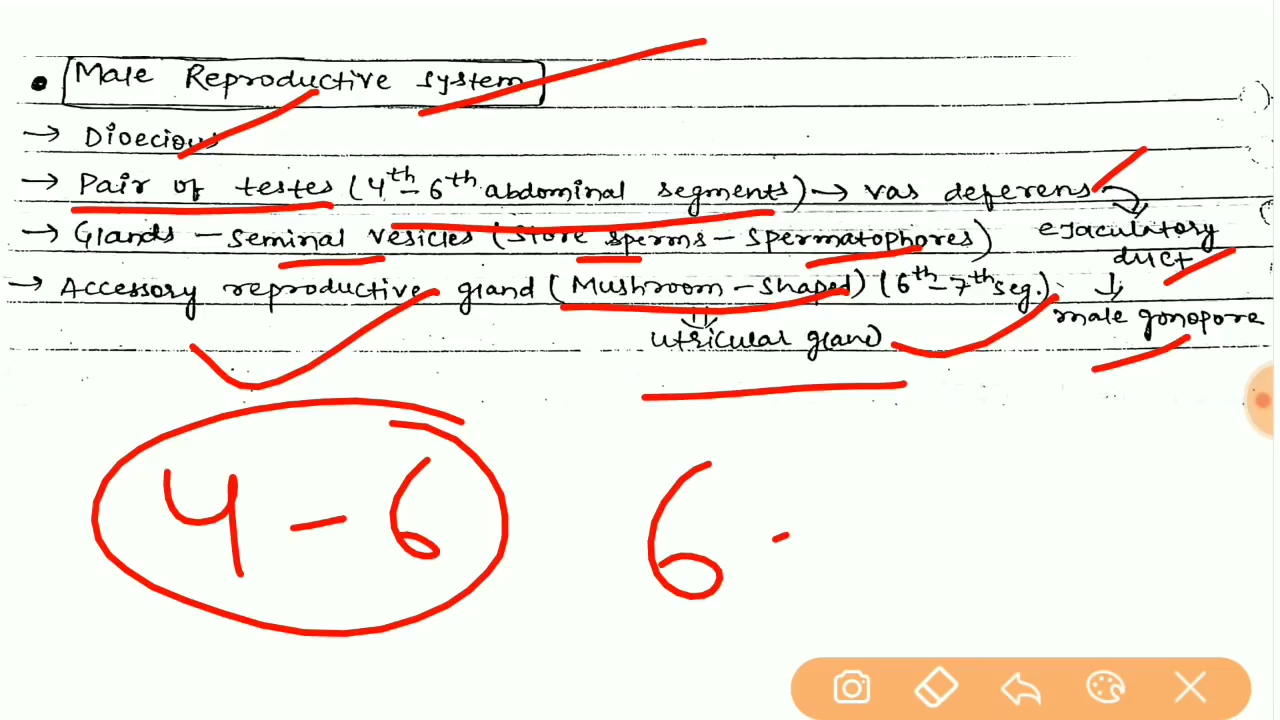 • Male Reproductive system
→ Dioecious
→ Pair of testes (4th-6th abdominal segments) → vas deferens
→ Glands - seminal vesicles (store sperms - spermatophores) ejaculatory duct
→ Accessory reproductive gland (Mushroom-shaped) (6th-7th seg.) ↓ male gonopore
utricular gland
4 - 6 6 -